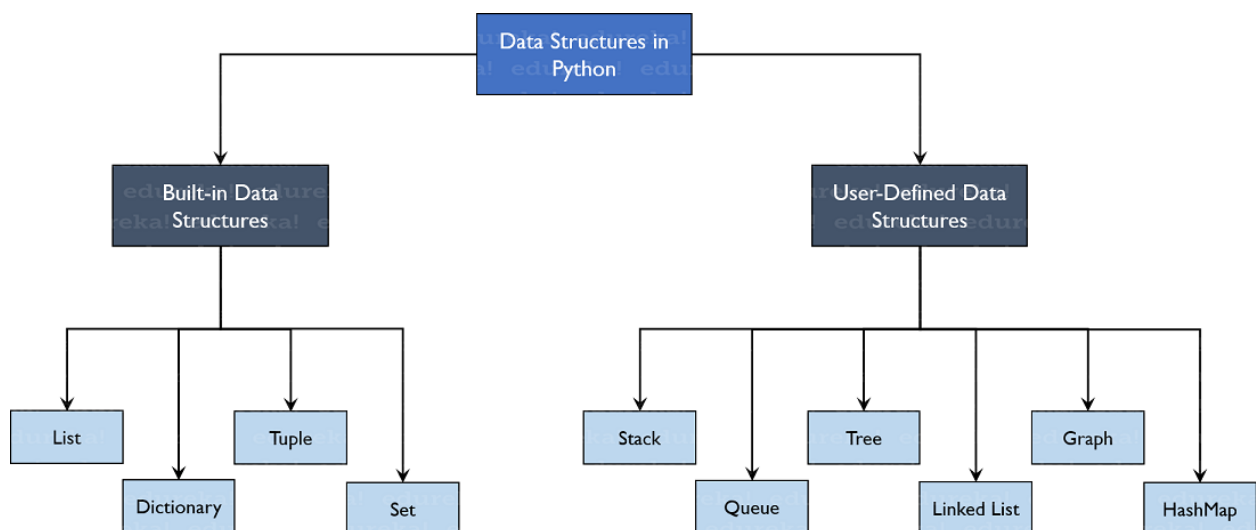 Data Structures in
Python
Built-in Data
Structures
User-Defined Data
Structures
List
Tuple
Stack
Tree
Graph
Dictionary
Set
Queue
Linked List
HashMap